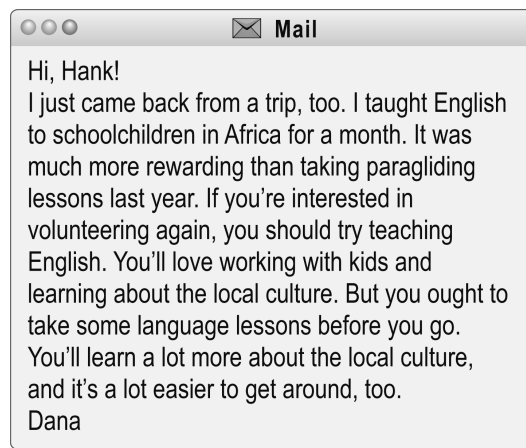 Mail
Hi, Hank!
I just came back from a trip, too. I taught English
to schoolchildren in Africa for a month. It was
much more rewarding than taking paragliding
lessons last year. If you’re interested in
volunteering again, you should try teaching
English. You’ll love working with kids and
learning about the local culture. But you ought to
take some language lessons before you go.
You’ll learn a lot more about the local culture,
and it’s a lot easier to get around, too.
Dana